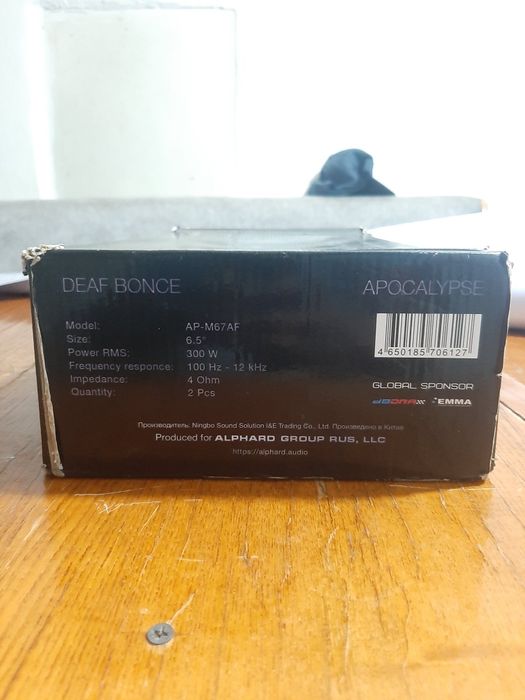 DEAF BONCE
APOCALYPSE
Model: AP-M67AF
Size: 6.5"
Power RMS: 300 W
Frequency responce: 100 Hz - 12 kHz
Impedance: 4 Ohm
Quantity: 2 Pcs
4 650185 706127
GLOBAL SPONSOR
dBDRA EMMA
Производитель: Ningbo Sound Solution I&E Trading Co., Ltd. Произведено в Китае
Produced for ALPHARD GROUP RUS, LLC
https://alphard.audio